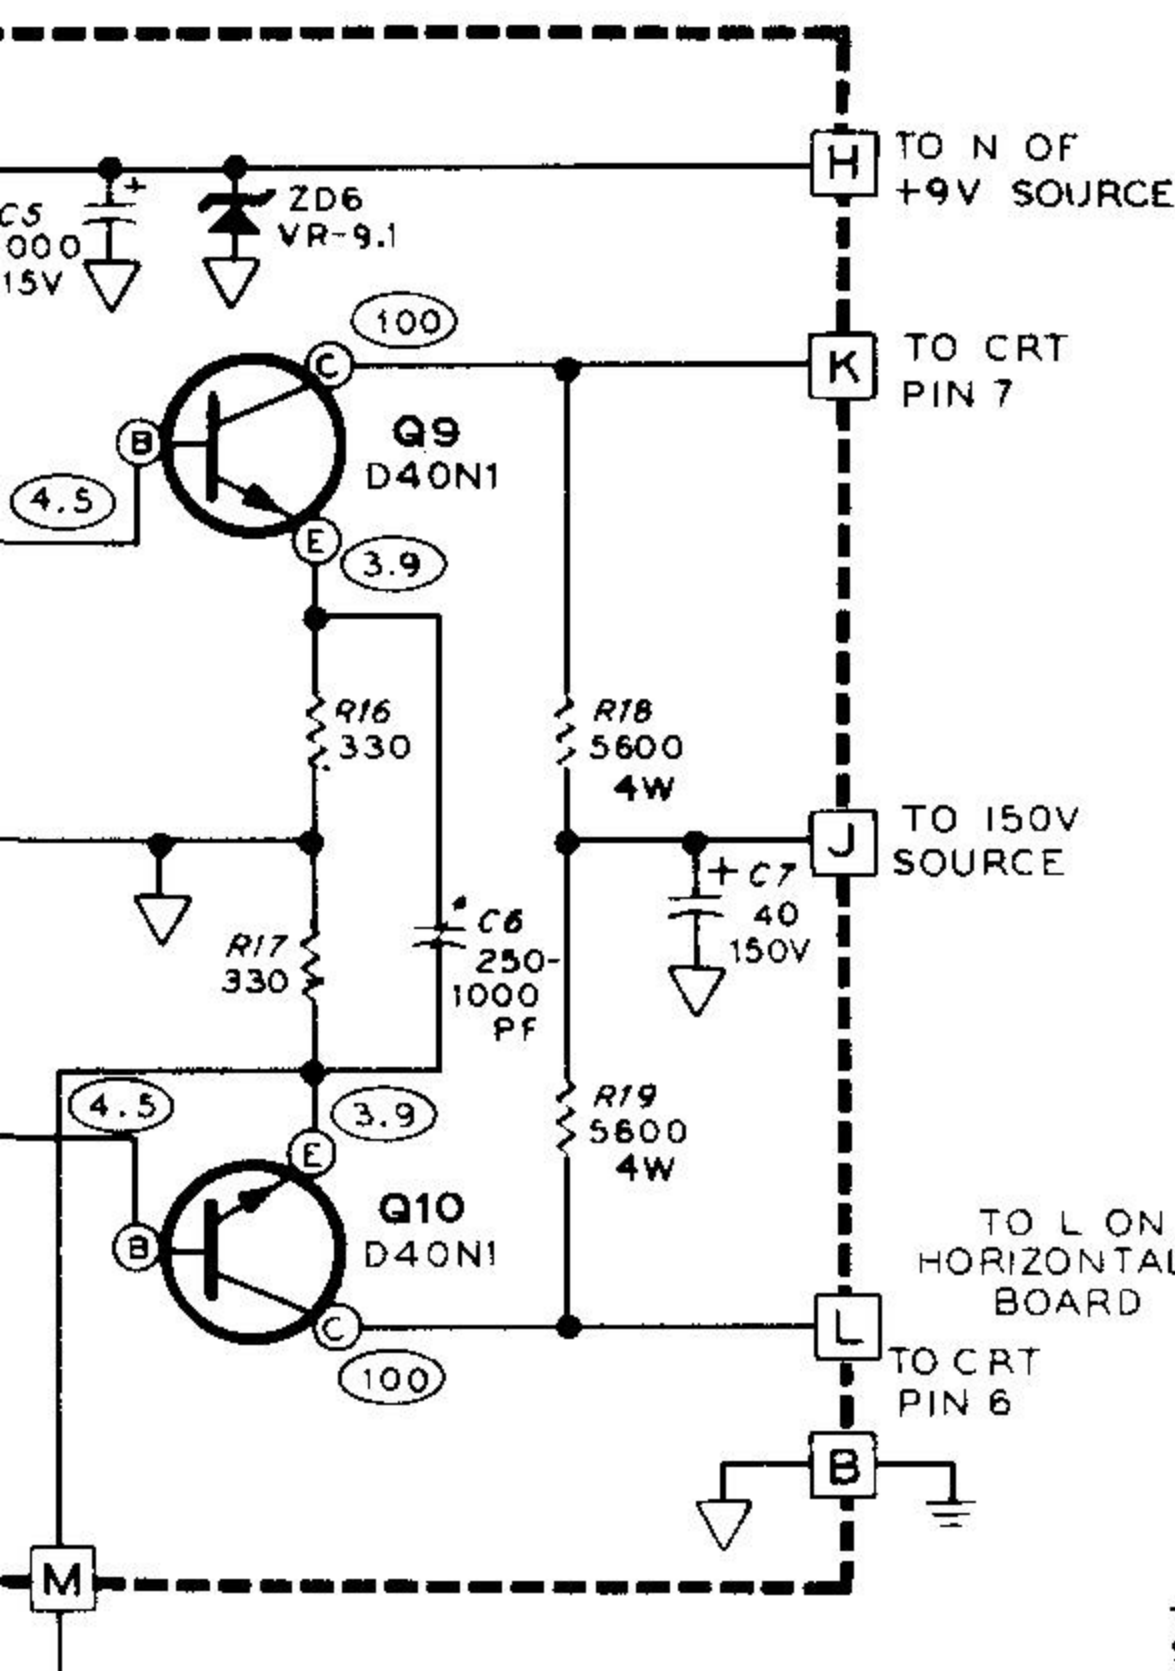 H
TO N OF
+9V SOURCE
C5
000
15V
+
ZD6
VR-9.1
100
C
K
TO CRT
PIN 7
B
Q9
D40N1
4.5
E
3.9
R16
330
R18
5600
4W
J
TO 150V
SOURCE
+ C7
40
150V
R17
330
* C6
250-
1000
PF
4.5
3.9
R19
5600
4W
E
Q10
D40N1
B
C
100
TO L ON
HORIZONTAL
BOARD
L
TO CRT
PIN 6
B
M